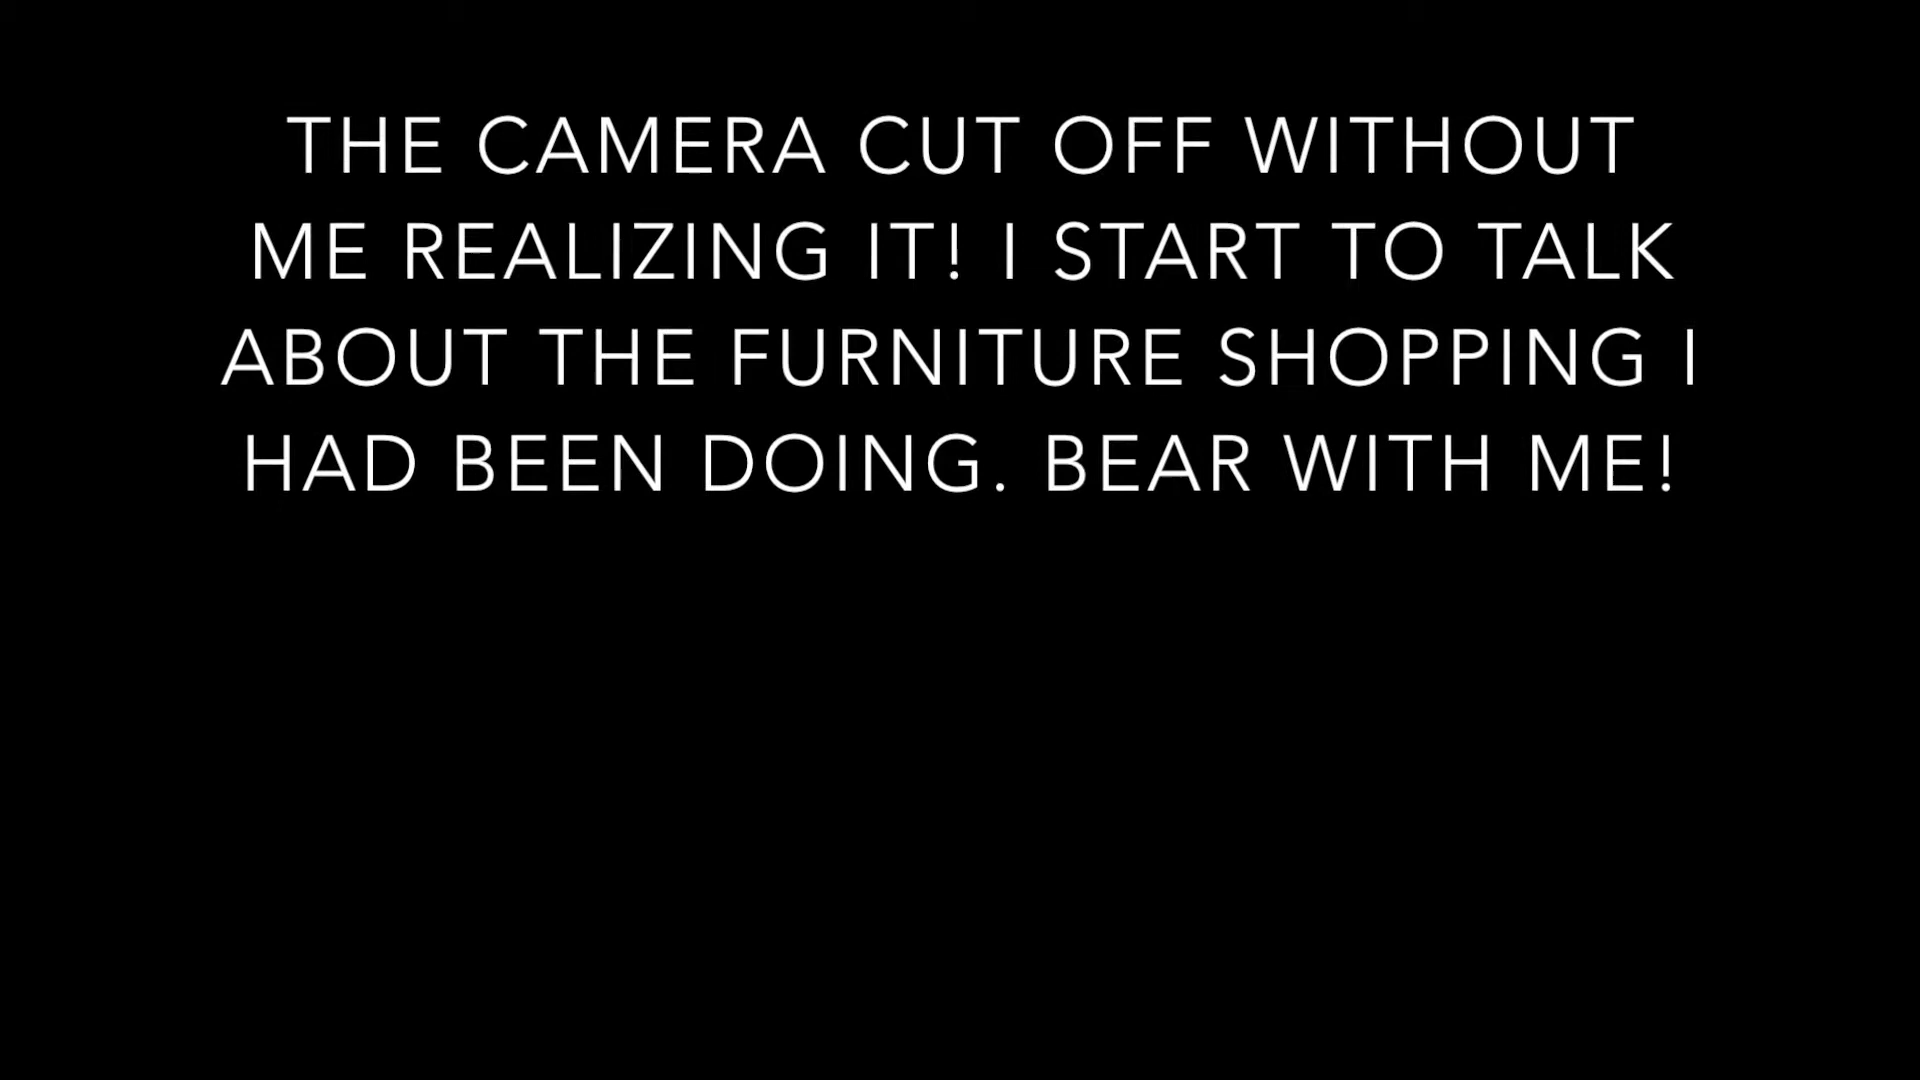 THE CAMERA CUT OFF WITHOUT
ME REALIZING IT! I START TO TALK
ABOUT THE FURNITURE SHOPPING I
HAD BEEN DOING. BEAR WITH ME!